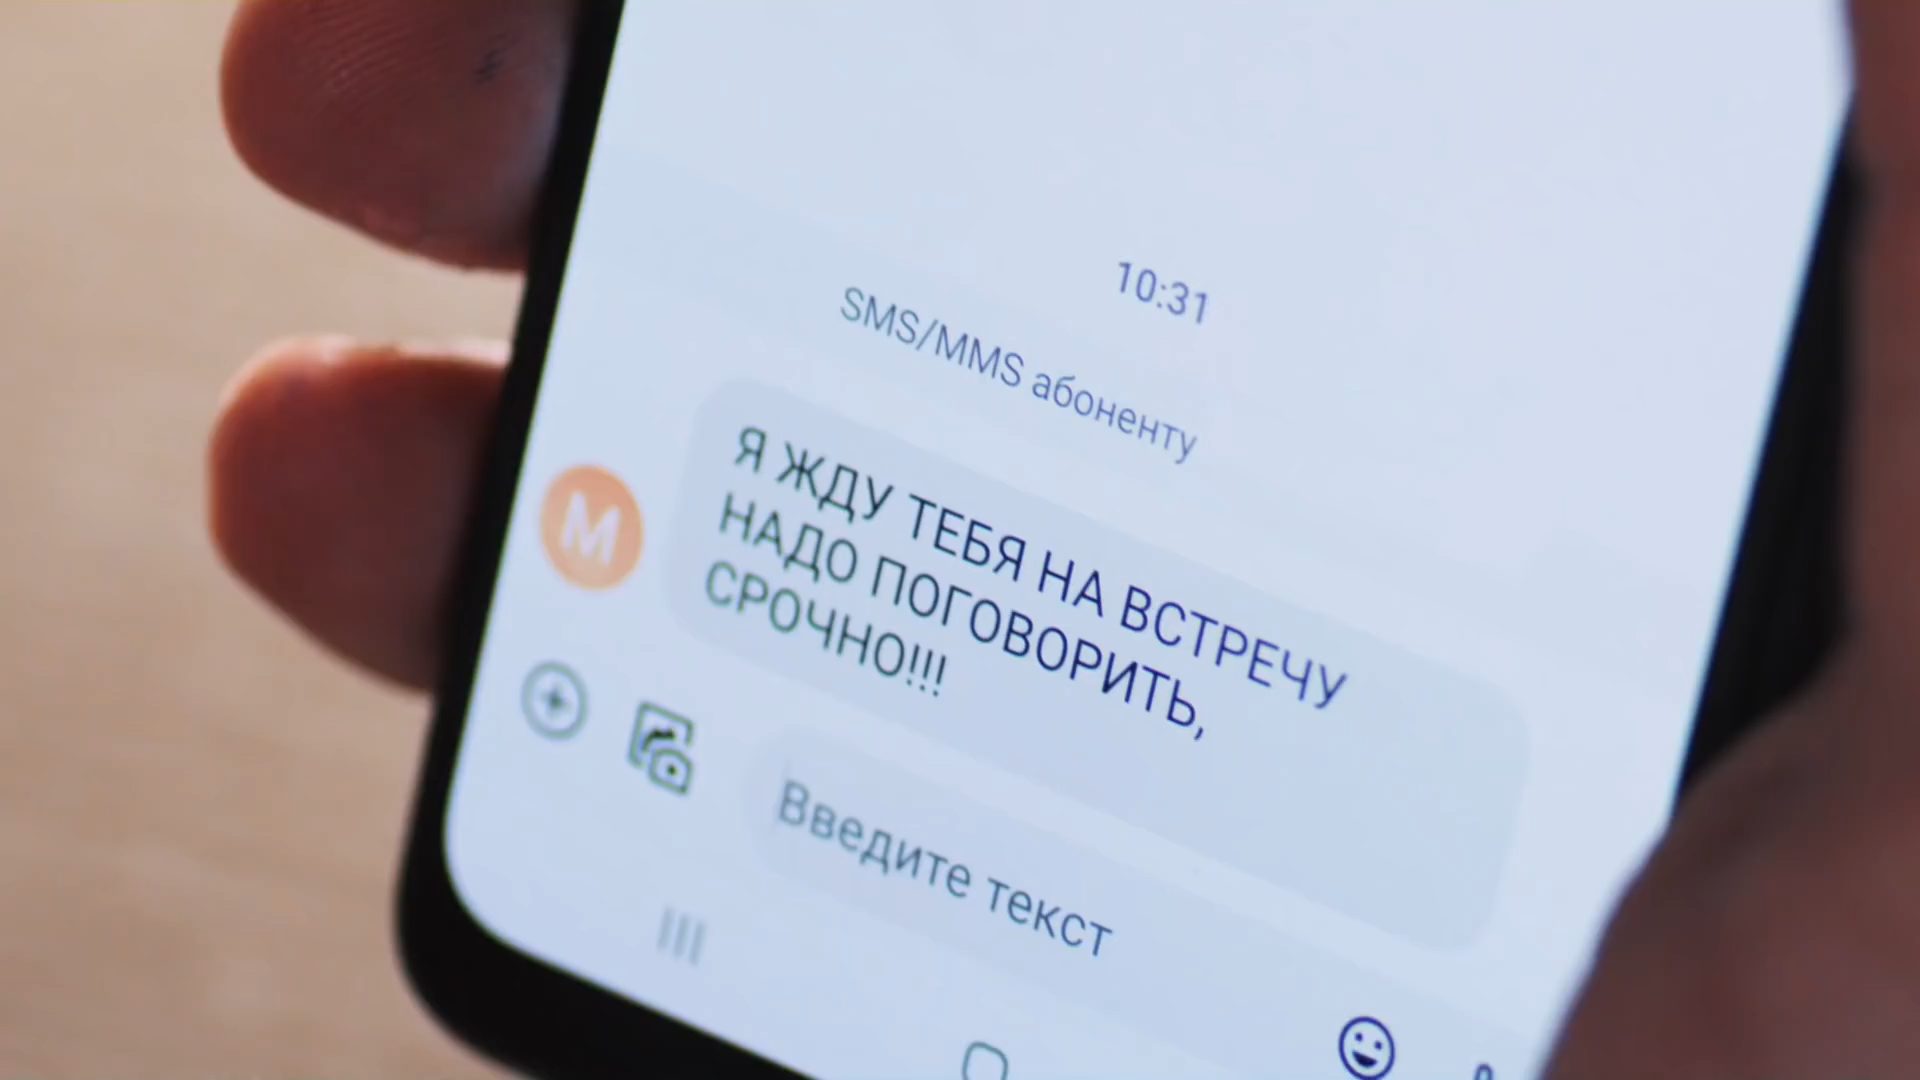 10:31
SMS/MMS абоненту
Я ЖДУ ТЕБЯ НА ВСТРЕЧУ
НАДО ПОГОВОРИТЬ,
СРОЧНО!!!
M
Введите текст